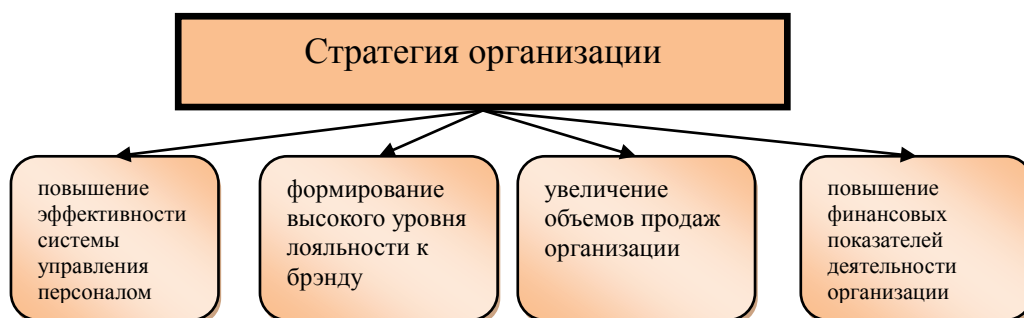 Стратегия организации
повышение
эффективности
системы
управления
персоналом
формирование
высокого уровня
лояльности к
брэнду
увеличение
объемов продаж
организации
повышение
финансовых
показателей
деятельности
организации